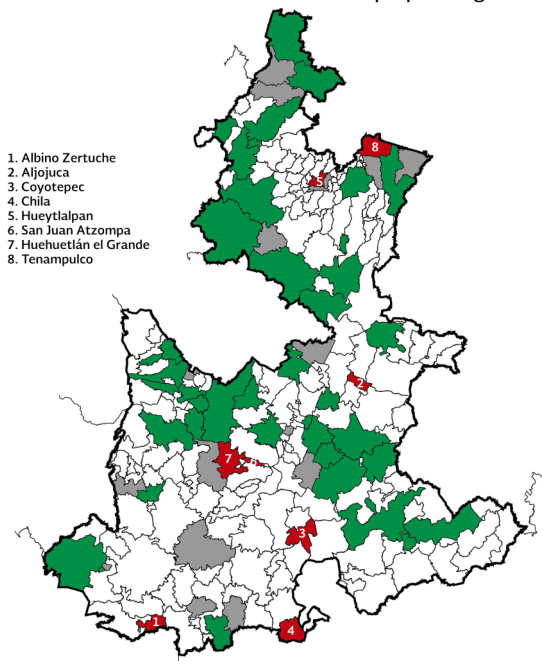 1. Albino Zertuche
2. Aljojuca
3. Coyotepec
4. Chila
5. Hueytlalpan
6. San Juan Atzompa
7. Huehuetlán el Grande
8. Tenampulco
8
5
2
7
6
3
1
4